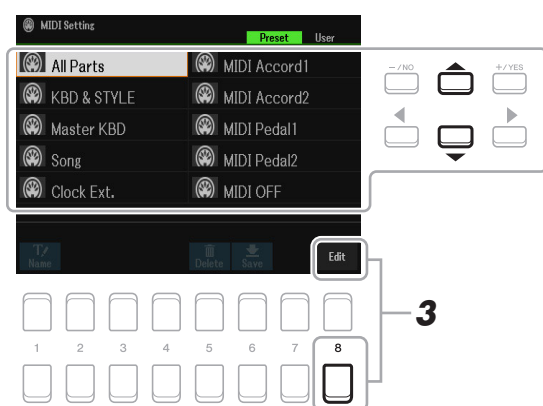 MIDI Setting
Preset User
All Parts MIDI Accord1
KBD & STYLE MIDI Accord2
Master KBD MIDI Pedal1
Song MIDI Pedal2
Clock Ext. MIDI OFF
T/
Name Delete Save Edit
–/NO +/YES
3
1 2 3 4 5 6 7 8